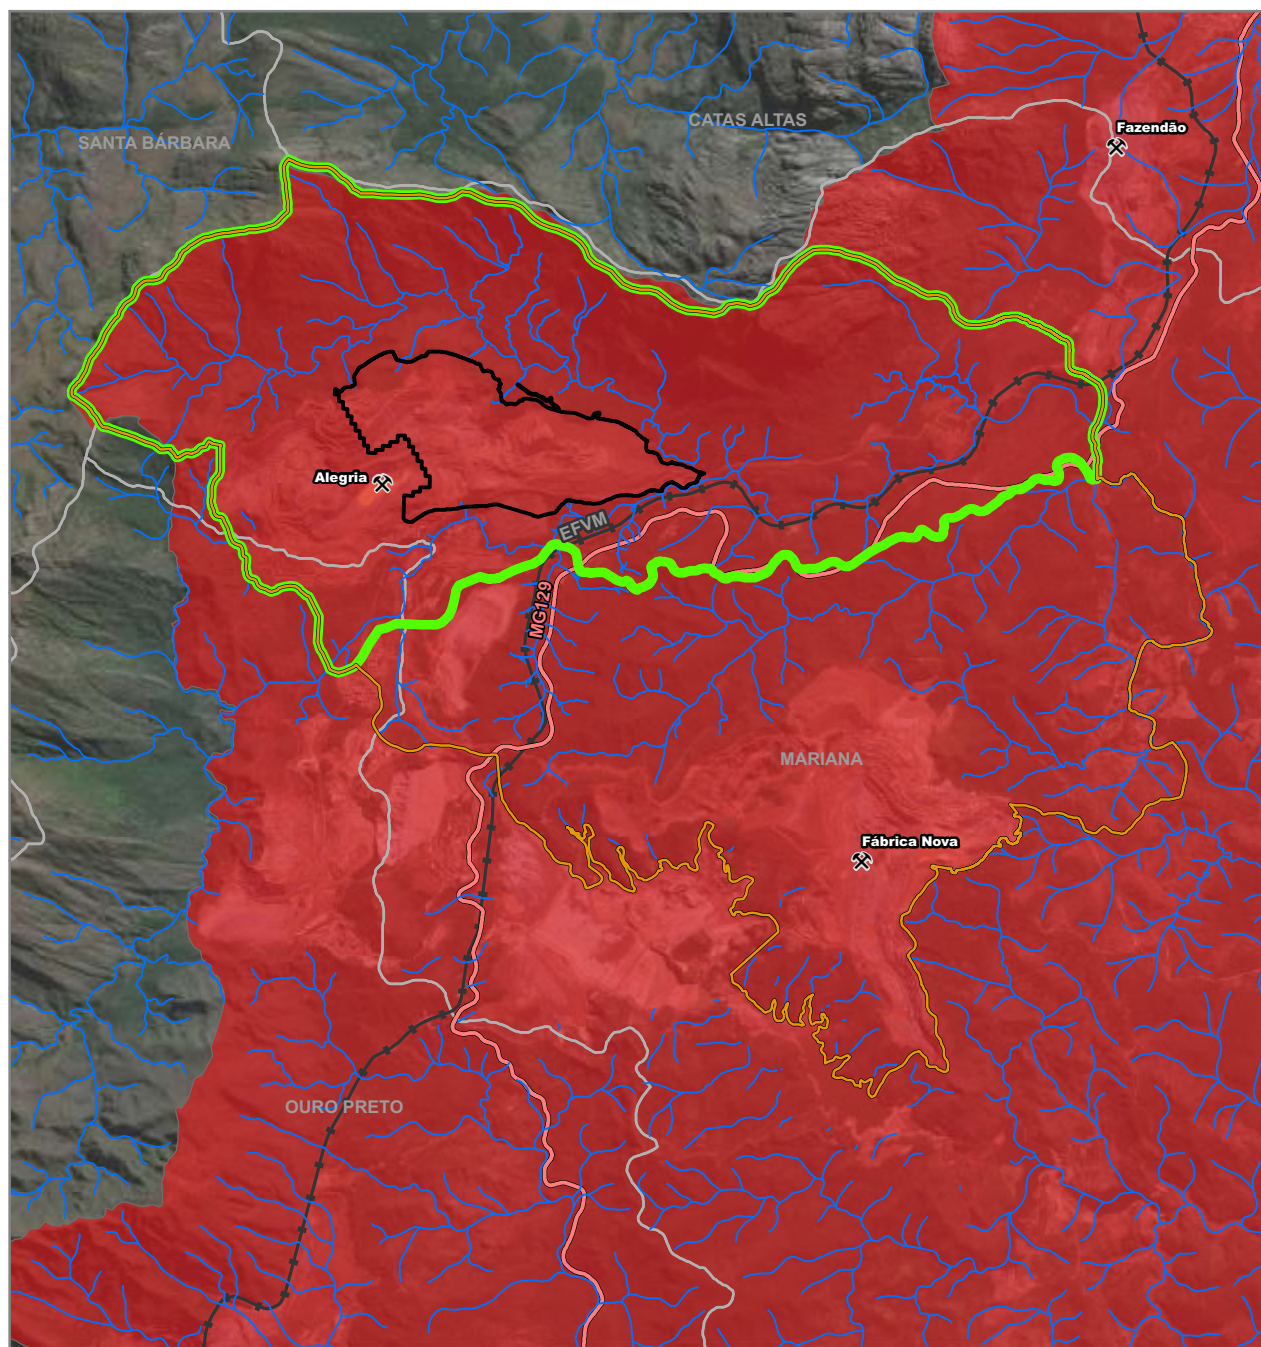 CATAS ALTAS
Fazendão
SANTA BÁRBARA
Alegria
EFVM
MG129
MARIANA
Fábrica Nova
OURO PRETO